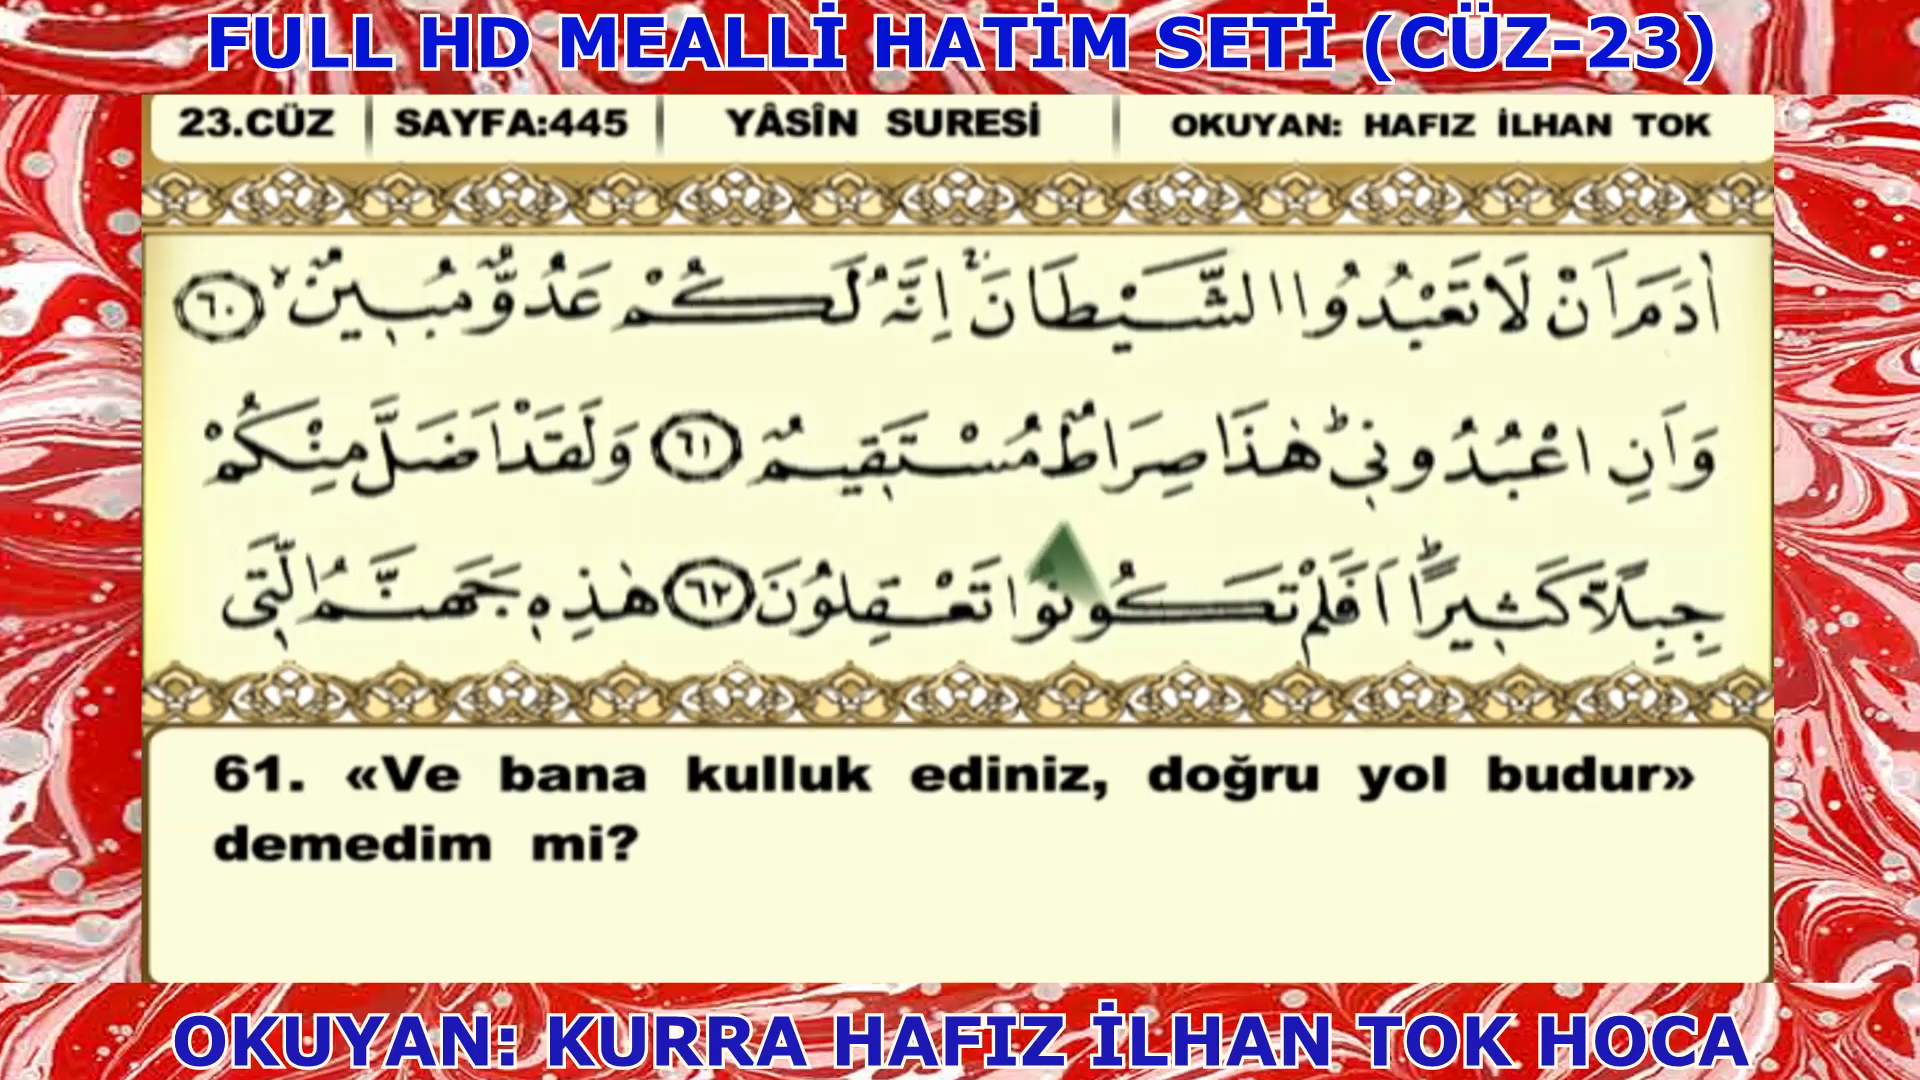 FULL HD MEALLİ HATİM SETİ (CÜZ-23)
23.CÜZ | SAYFA:445 | YÂSÎN SURESİ | OKUYAN: HAFIZ İLHAN TOK
اٰدَمَ اَنْ لَا تَعْبُدُوا الشَّيْطَانَۚ اِنَّهُ لَكُمْ عَدُوٌّ مُب۪ينٌۙ ﴿٦٠﴾
وَاَنِ اعْبُدُون۪يۜ هٰذَا صِرَاطٌ مُسْتَق۪يمٌ ﴿٦١﴾ وَلَقَدْ اَضَلَّ مِنْكُمْ
جِبِلًّا كَث۪يرًاۜ اَفَلَمْ تَكُونُوا تَعْقِلُونَ ﴿٦٢﴾ هٰذِه۪ جَهَنَّمُ الَّت۪ي
61. «Ve bana kulluk ediniz, doğru yol budur»
demedim mi?
OKUYAN: KURRA HAFIZ İLHAN TOK HOCA